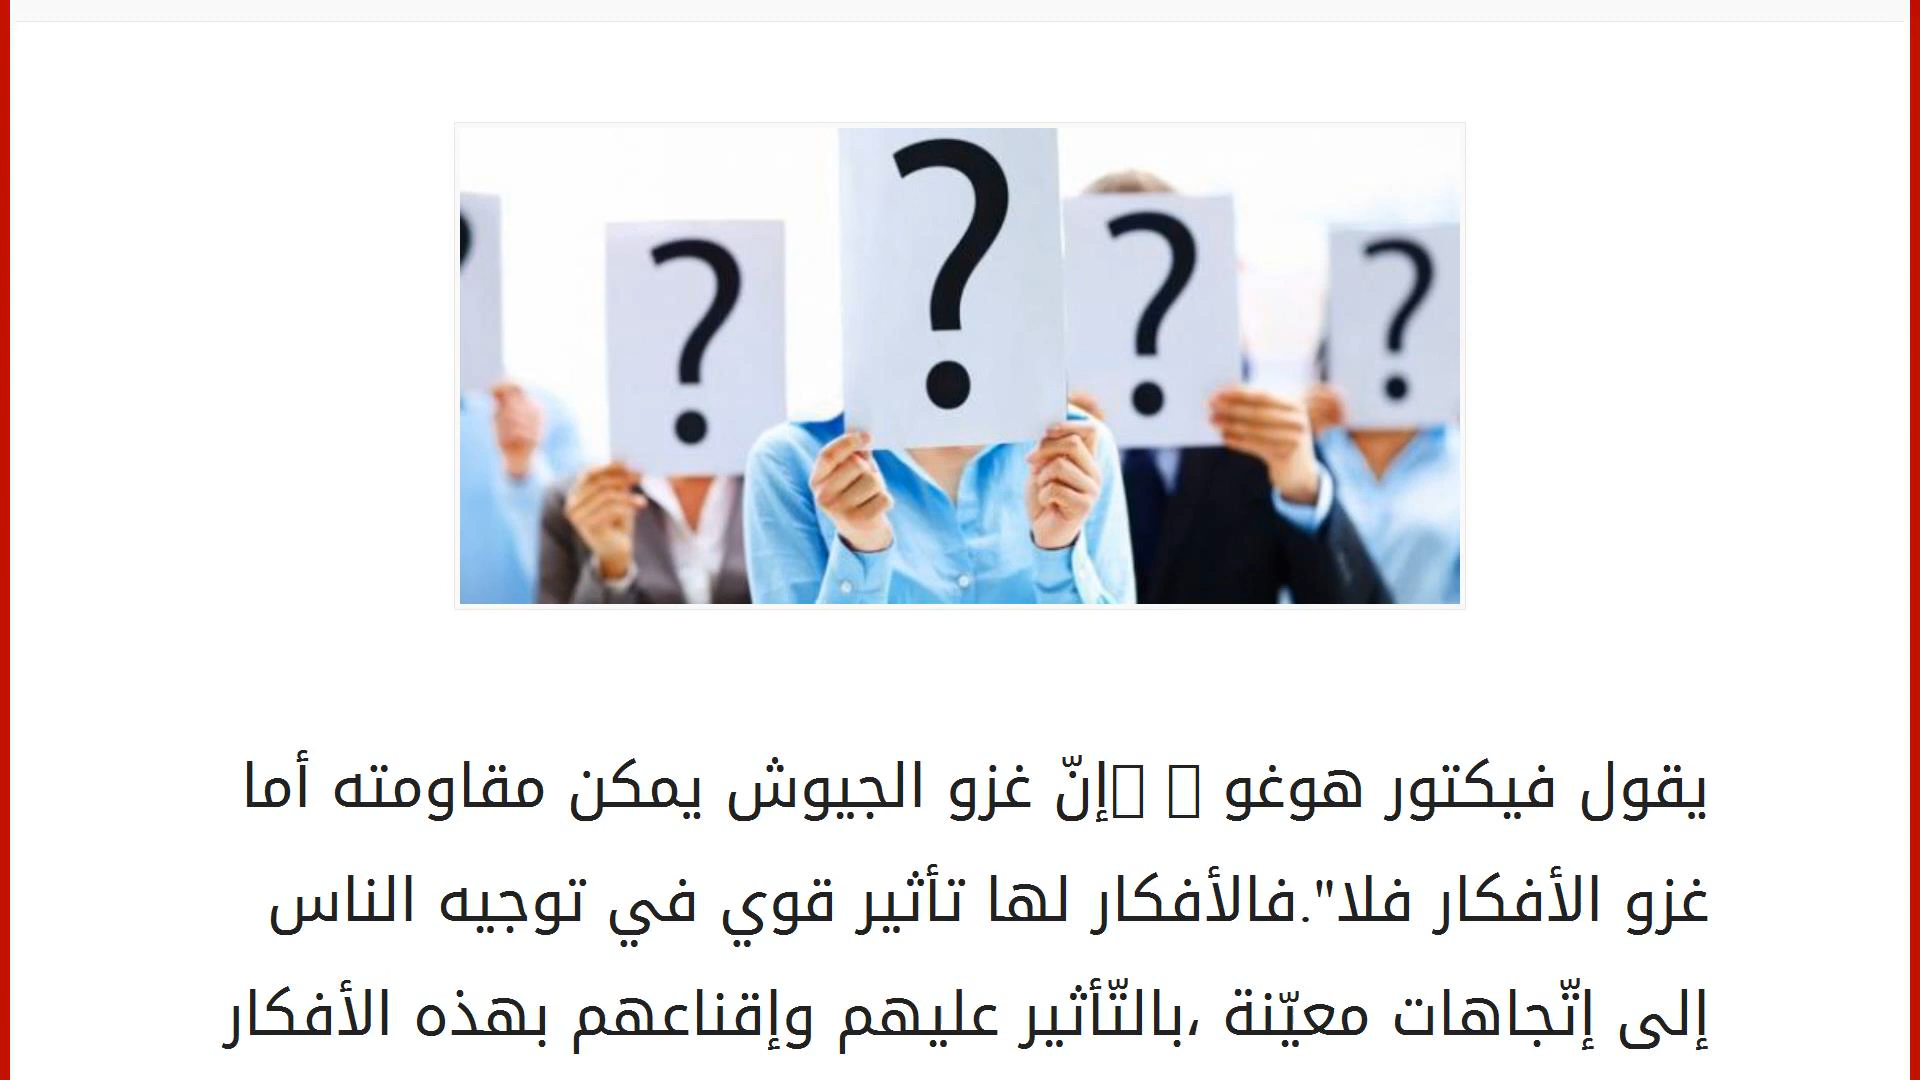 ?
?
?
?
يقول فيكتور هوغو إنّ غزو الجيوش يمكن مقاومته أما
غزو الأفكار فلا".فالأفكار لها تأثير قوي في توجيه الناس
إلى إتّجاهات معيّنة ،بالتّأثير عليهم وإقناعهم بهذه الأفكار